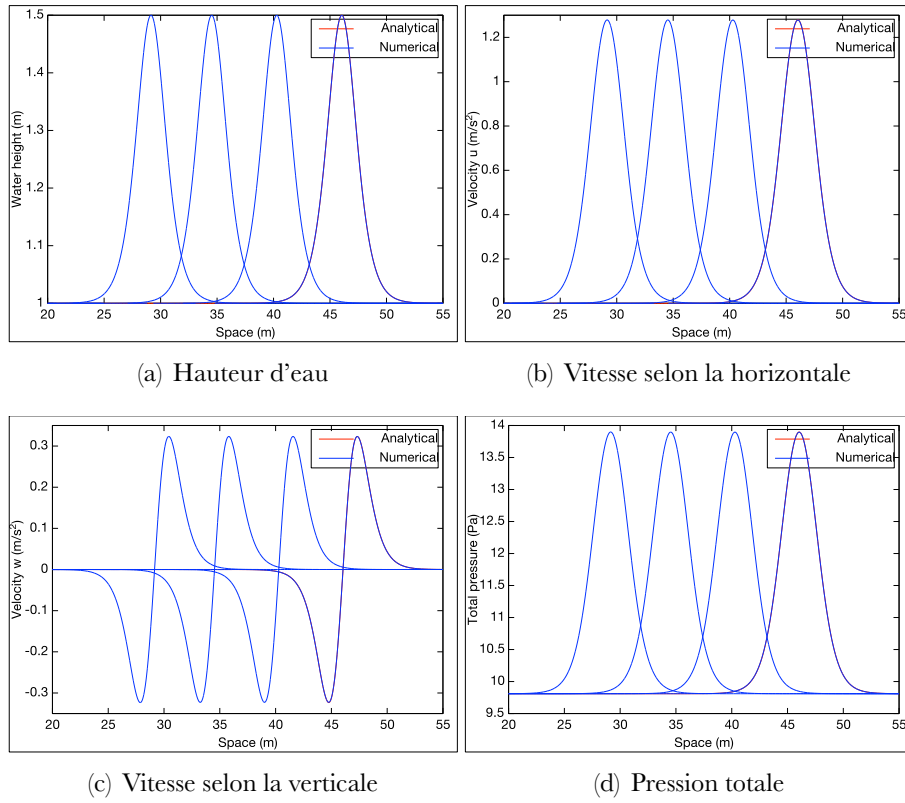 1.5
1.4
1.3
1.2
1.1
1
Water height (m)
Analytical
Numerical
20 25 30 35 40 45 50 55
Space (m)
(a) Hauteur d'eau
1.2
0.8
0.4
0
Velocity u (m/s²)
Analytical
Numerical
20 25 30 35 40 45 50 55
Space (m)
(b) Vitesse selon la horizontale
0.3
0.2
0.1
0
-0.1
-0.2
-0.3
Velocity w (m/s²)
Analytical
Numerical
20 25 30 35 40 45 50 55
Space (m)
(c) Vitesse selon la verticale
14
13.5
13
12.5
12
11.5
11
10.5
10
9.5
Total pressure (Pa)
Analytical
Numerical
20 25 30 35 40 45 50 55
Space (m)
(d) Pression totale